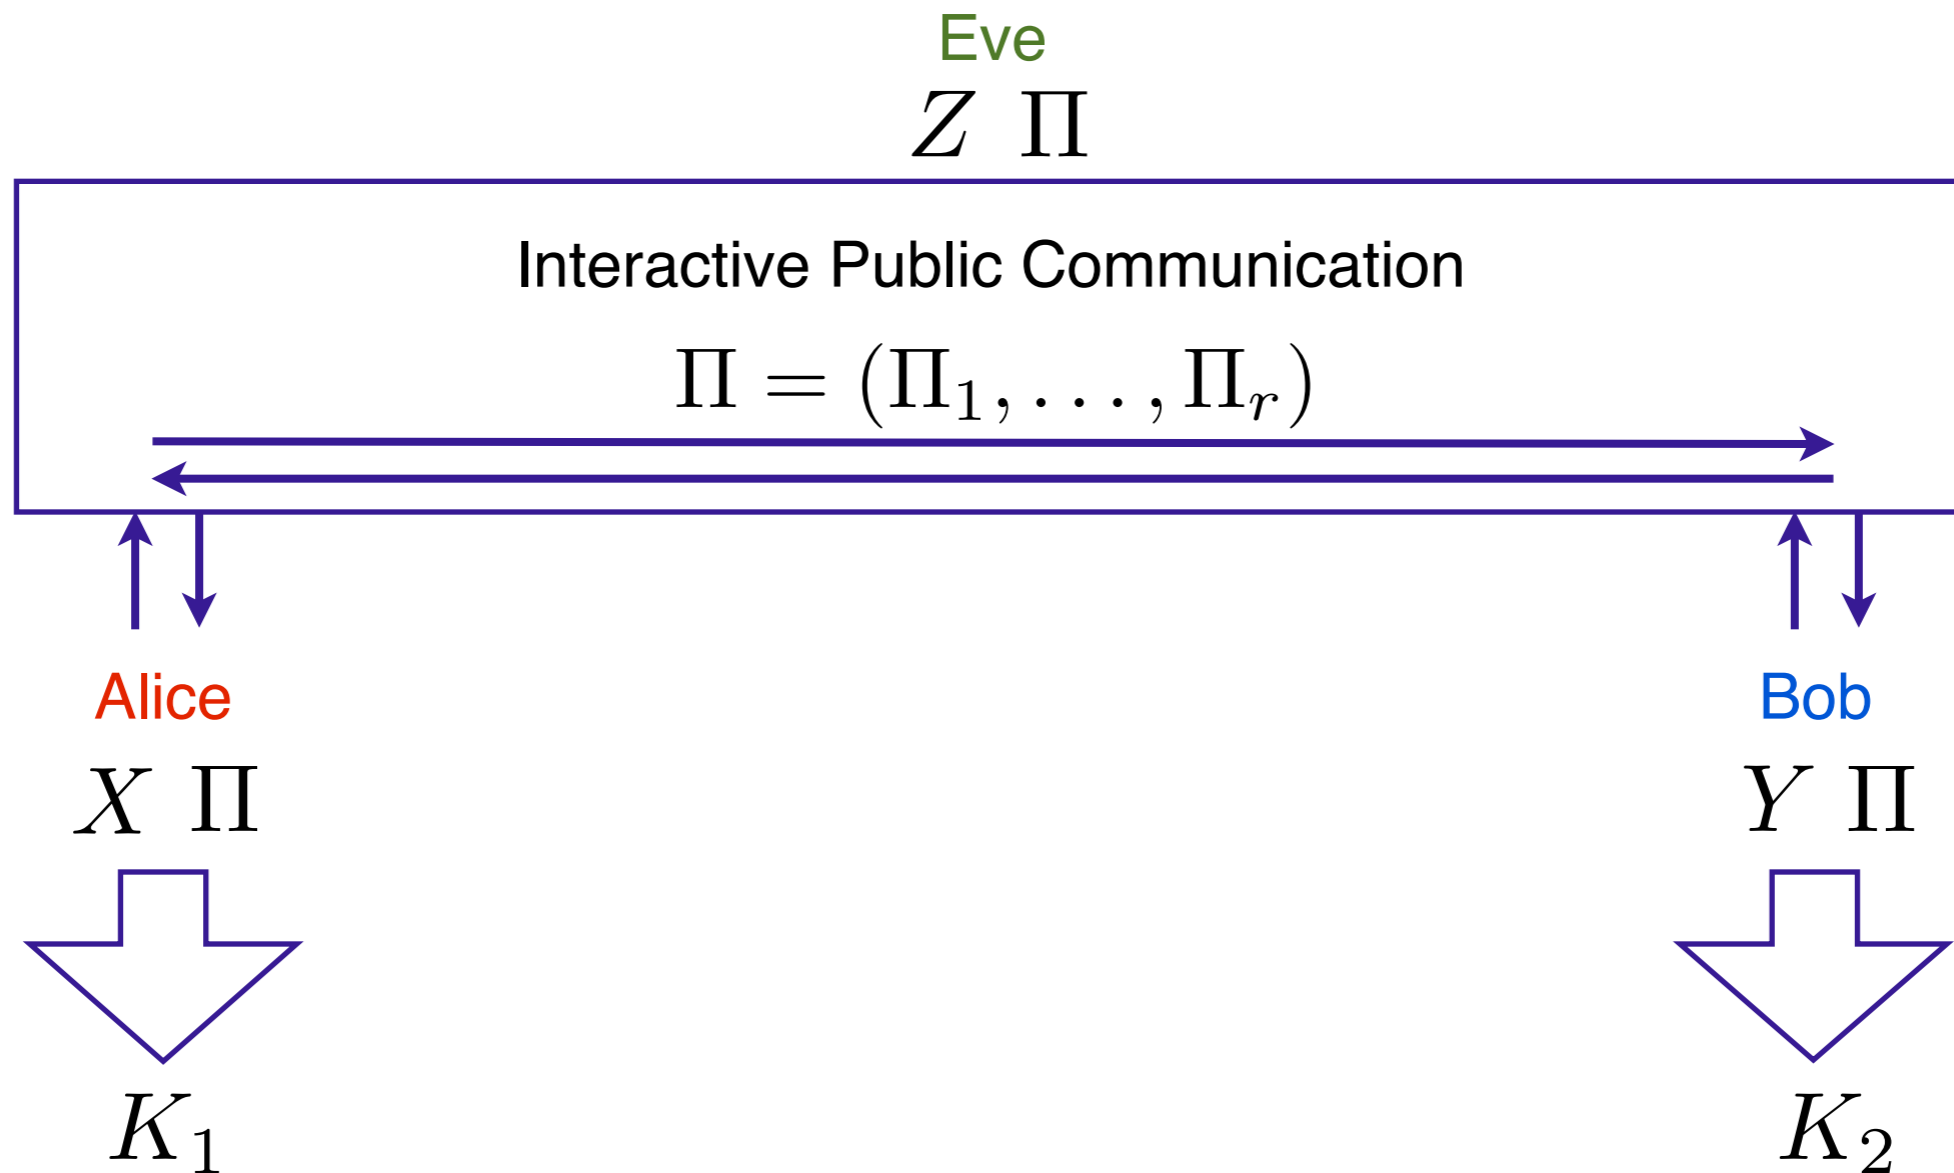 Eve
Z Π
Interactive Public Communication
Π = (Π₁, . . . , Πᵣ)
Alice Bob
X Π Y Π
K₁ K₂